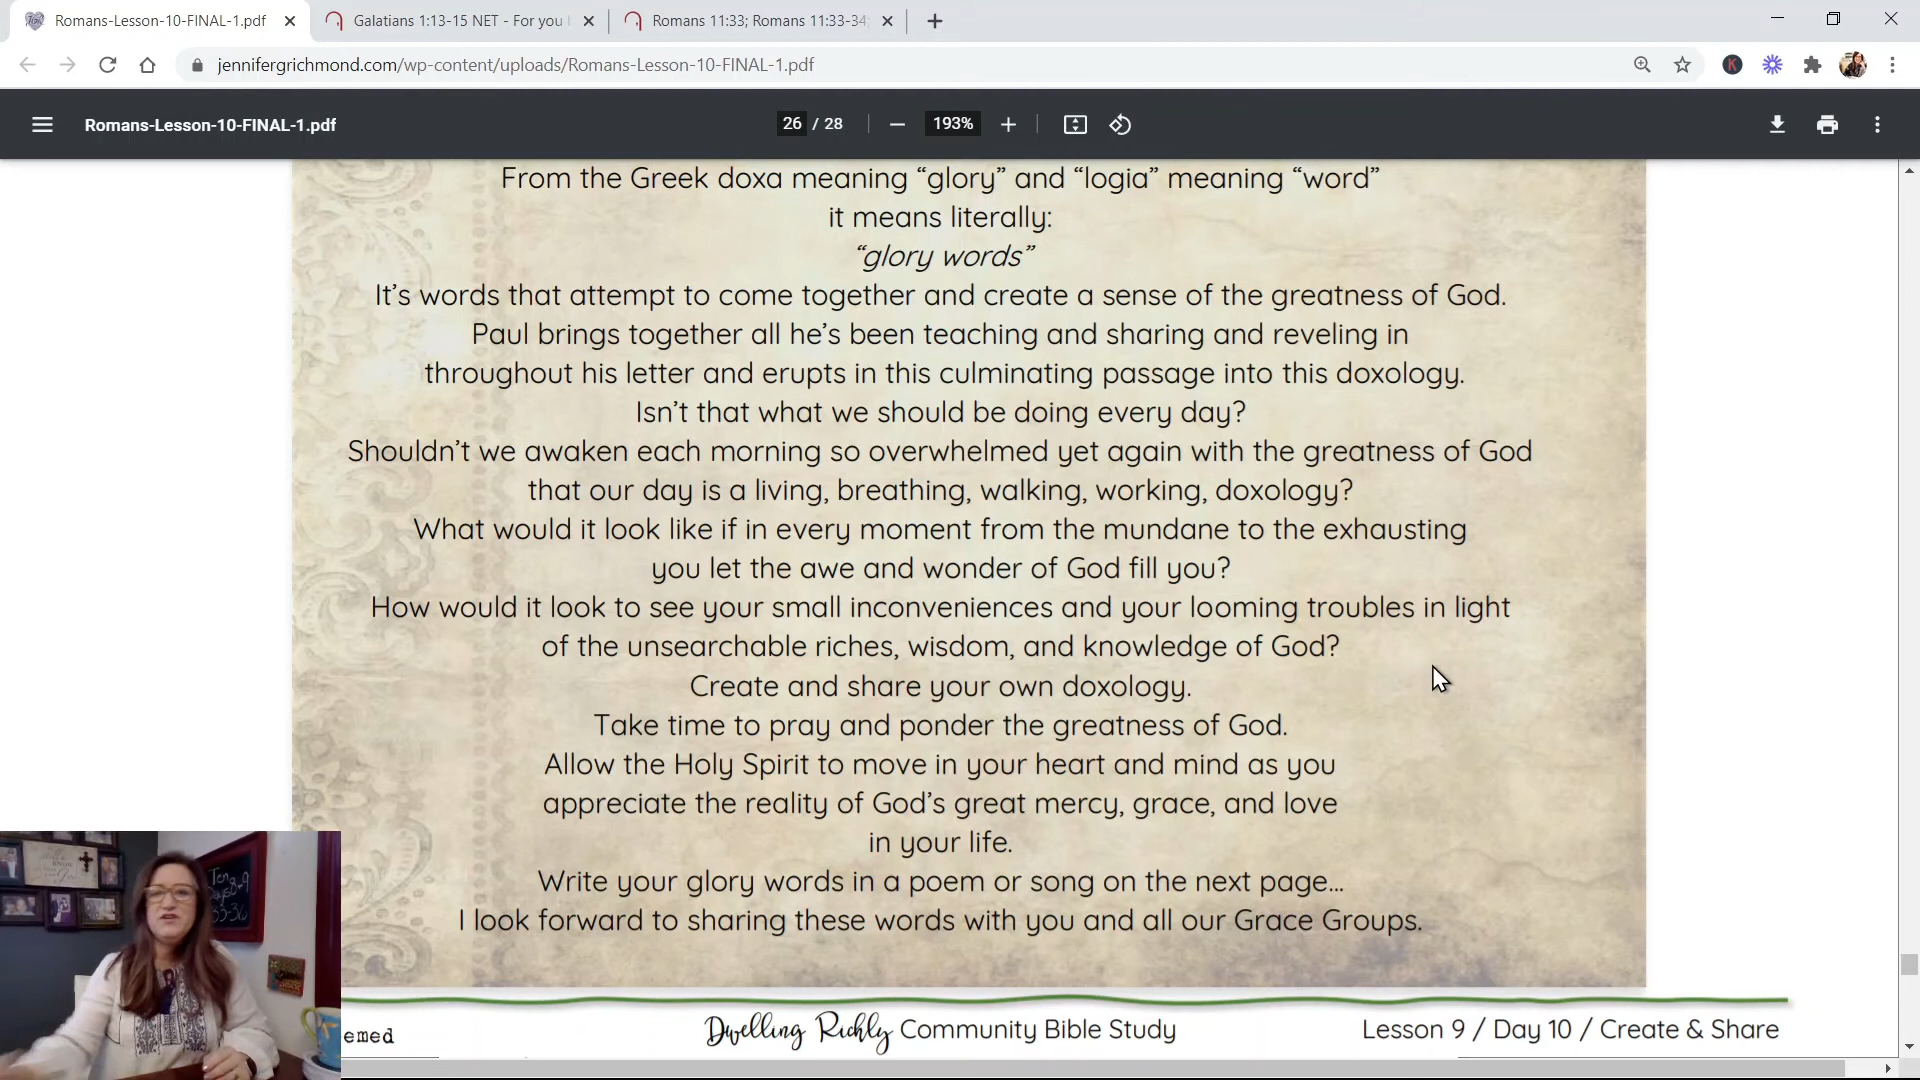 Romans-Lesson-10-FINAL-1.pdf
Galatians 1:13-15 NET - For you
Romans 11:33; Romans 11:33-34;
jennifergrichmond.com/wp-content/uploads/Romans-Lesson-10-FINAL-1.pdf
K
Romans-Lesson-10-FINAL-1.pdf
26 / 28
193%
From the Greek doxa meaning “glory” and “logia” meaning “word”
it means literally:
“glory words”
It’s words that attempt to come together and create a sense of the greatness of God.
Paul brings together all he’s been teaching and sharing and reveling in
throughout his letter and erupts in this culminating passage into this doxology.
Isn’t that what we should be doing every day?
Shouldn’t we awaken each morning so overwhelmed yet again with the greatness of God
that our day is a living, breathing, walking, working, doxology?
What would it look like if in every moment from the mundane to the exhausting
you let the awe and wonder of God fill you?
How would it look to see your small inconveniences and your looming troubles in light
of the unsearchable riches, wisdom, and knowledge of God?
Create and share your own doxology.
Take time to pray and ponder the greatness of God.
Allow the Holy Spirit to move in your heart and mind as you
appreciate the reality of God’s great mercy, grace, and love
in your life.
Write your glory words in a poem or song on the next page...
I look forward to sharing these words with you and all our Grace Groups.
emed
Dwelling Richly Community Bible Study
Lesson 9 / Day 10 / Create & Share